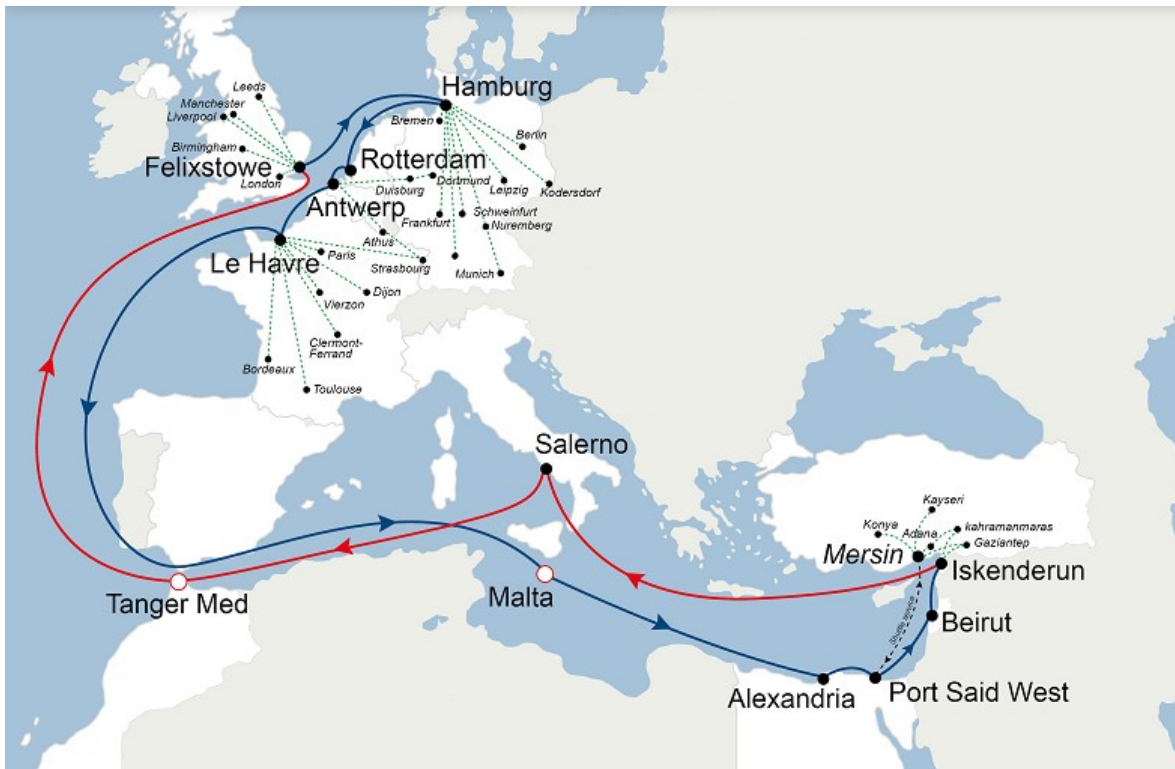 Leeds
Hamburg
Manchester
Liverpool
Bremen
Berlin
Birmingham
Felixstowe
Rotterdam
London
Duisburg
Dortmund
Leipzig
Kodersdorf
Antwerp
Frankfurt
Schweinfurt
Nuremberg
Athus
Le Havre
Paris
Strasbourg
Munich
Dijon
Vierzon
Clermont-
Ferrand
Bordeaux
Toulouse
Salerno
Kayseri
Konya
Adana
kahramanmaras
Gaziantep
Mersin
Iskenderun
Tanger Med
Malta
Shuttle service
Beirut
Alexandria
Port Said West